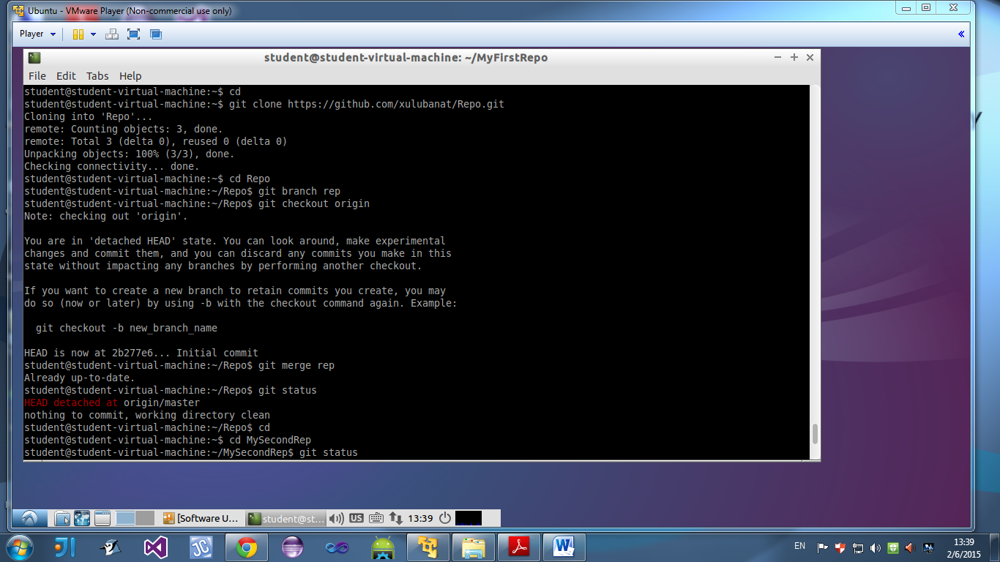 Ubuntu - VMware Player (Non-commercial use only)
Player
student@student-virtual-machine: ~/MyFirstRepo
File Edit Tabs Help
student@student-virtual-machine:~$ cd
student@student-virtual-machine:~$ git clone https://github.com/xulubanat/Repo.git
Cloning into 'Repo'...
remote: Counting objects: 3, done.
remote: Total 3 (delta 0), reused 0 (delta 0)
Unpacking objects: 100% (3/3), done.
Checking connectivity... done.
student@student-virtual-machine:~$ cd Repo
student@student-virtual-machine:~/Repo$ git branch rep
student@student-virtual-machine:~/Repo$ git checkout origin
Note: checking out 'origin'.
You are in 'detached HEAD' state. You can look around, make experimental
changes and commit them, and you can discard any commits you make in this
state without impacting any branches by performing another checkout.
If you want to create a new branch to retain commits you create, you may
do so (now or later) by using -b with the checkout command again. Example:
git checkout -b new_branch_name
HEAD is now at 2b277e6... Initial commit
student@student-virtual-machine:~/Repo$ git merge rep
Already up-to-date.
student@student-virtual-machine:~/Repo$ git status
HEAD detached at origin/master
nothing to commit, working directory clean
student@student-virtual-machine:~/Repo$ cd
student@student-virtual-machine:~$ cd MySecondRep
student@student-virtual-machine:~/MySecondRep$ git status
[Software U... student@st... US 13:39
EN 13:39
2/6/2015